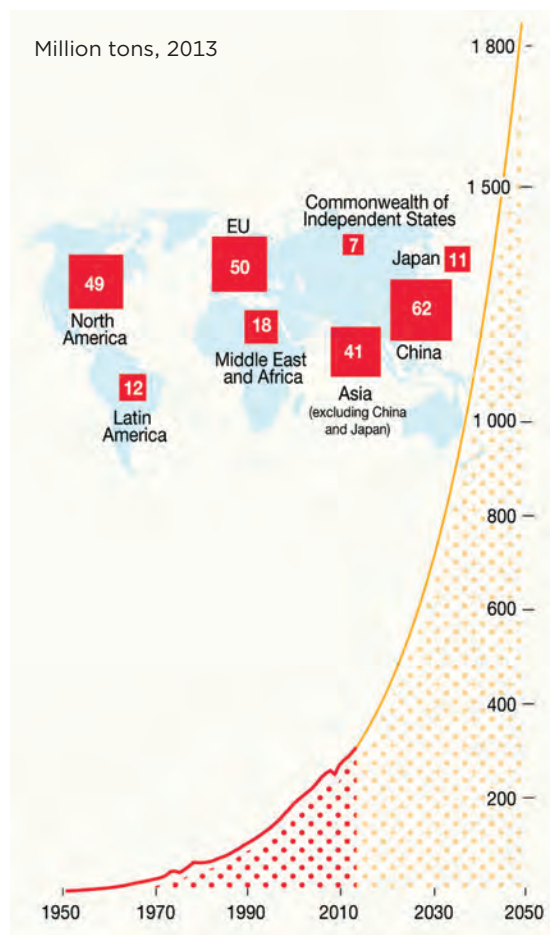 Million tons, 2013
1 800
1 500
Commonwealth of
Independent States
7
EU
50
Japan 11
49
North
America
62
China
18
Middle East
and Africa
41
Asia
(excluding China
and Japan)
12
Latin
America
1 000
800
600
400
200
1950 1970 1990 2010 2030 2050